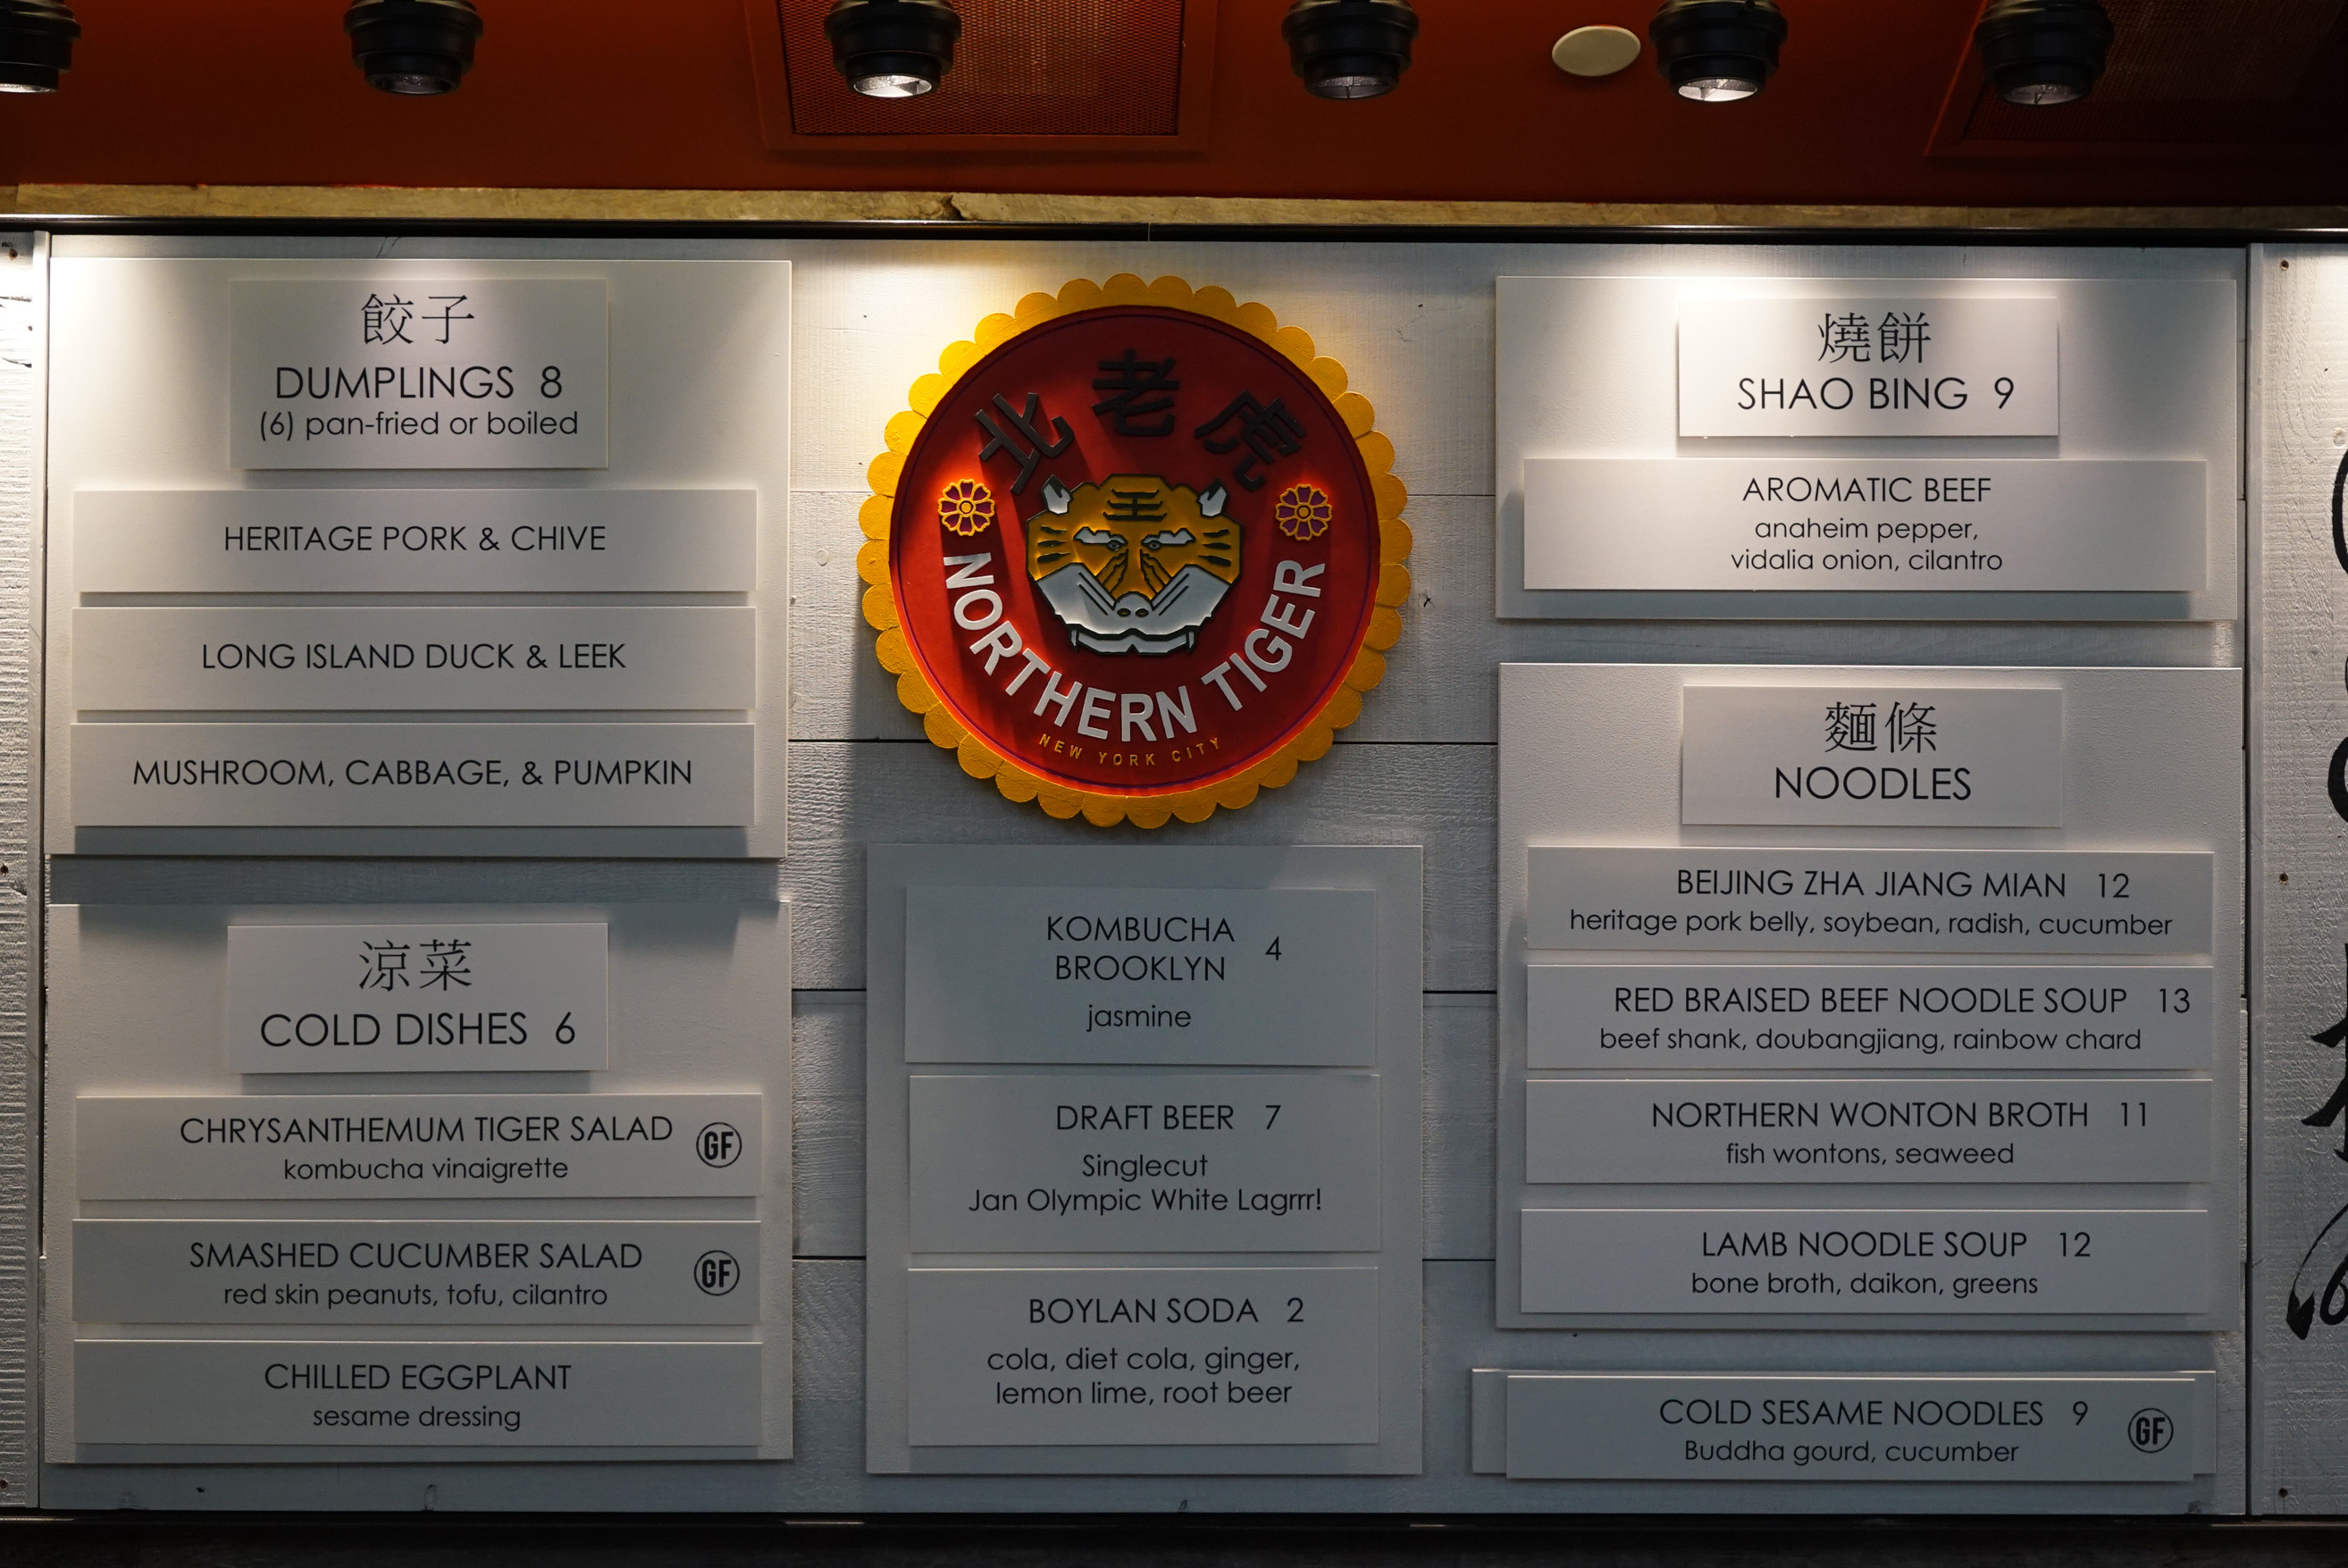 餃子
DUMPLINGS 8
(6) pan-fried or boiled
HERITAGE PORK & CHIVE
LONG ISLAND DUCK & LEEK
MUSHROOM, CABBAGE, & PUMPKIN
涼菜
COLD DISHES 6
CHRYSANTHEMUM TIGER SALAD
kombucha vinaigrette
GF
SMASHED CUCUMBER SALAD
red skin peanuts, tofu, cilantro
GF
CHILLED EGGPLANT
sesame dressing
北老虎
王
NORTHERN TIGER
NEW YORK CITY
KOMBUCHA
BROOKLYN 4
jasmine
DRAFT BEER 7
Singlecut
Jan Olympic White Lagrrr!
BOYLAN SODA 2
cola, diet cola, ginger,
lemon lime, root beer
燒餅
SHAO BING 9
AROMATIC BEEF
anaheim pepper,
vidalia onion, cilantro
麵條
NOODLES
BEIJING ZHA JIANG MIAN 12
heritage pork belly, soybean, radish, cucumber
RED BRAISED BEEF NOODLE SOUP 13
beef shank, doubangjiang, rainbow chard
NORTHERN WONTON BROTH 11
fish wontons, seaweed
LAMB NOODLE SOUP 12
bone broth, daikon, greens
COLD SESAME NOODLES 9
Buddha gourd, cucumber
GF